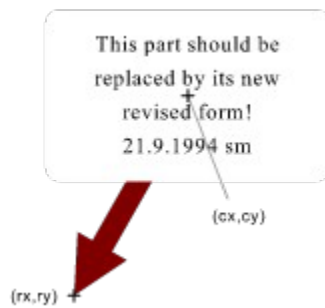 This part should be
replaced by its new
revised form!
21.9.1994 sm
(cx,cy)
(rx,ry)